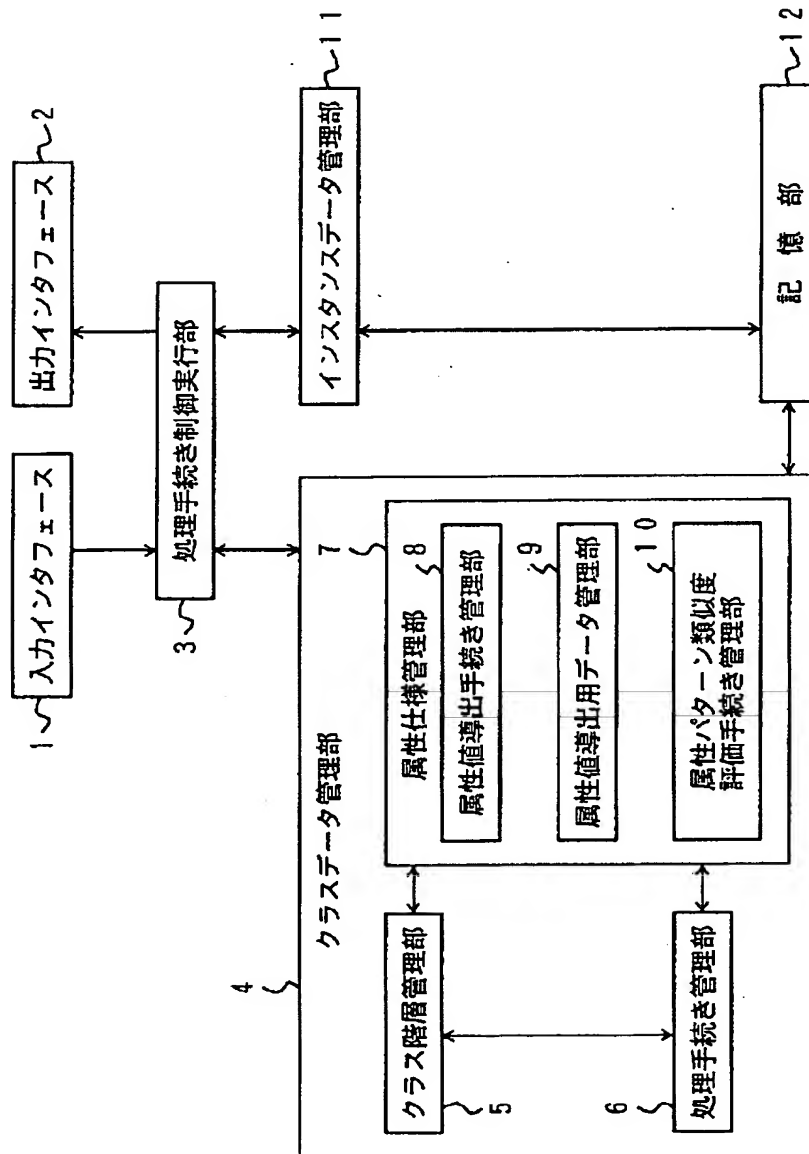 1
入力インタフェース
出力インタフェース
2
3
処理手続き制御実行部
4
クラスデータ管理部
インスタンスデータ管理部
11
5
クラス階層管理部
6
処理手続き管理部
7
属性仕様管理部
8
属性値導出手続き管理部
9
属性値導出用データ管理部
10
属性パターン類似度
評価手続き管理部
記憶部
12